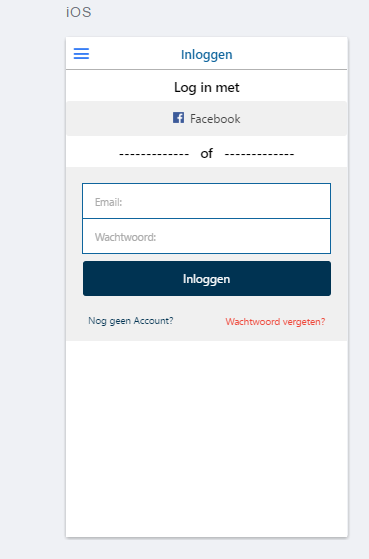 iOS
Inloggen
Log in met
Facebook
------------- of -------------
Email:
Wachtwoord:
Inloggen
Nog geen Account? Wachtwoord vergeten?